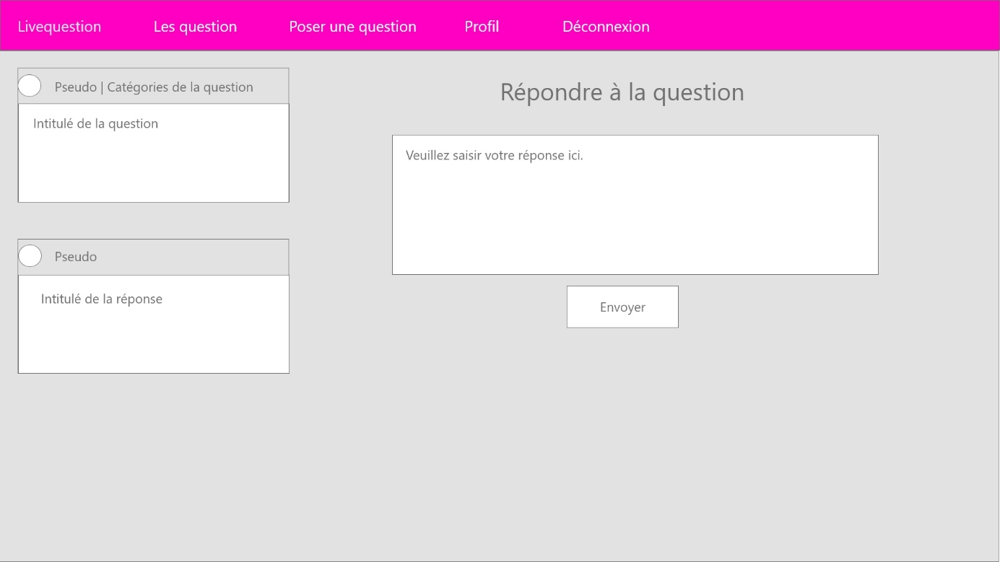 Livequestion Les question Poser une question Profil Déconnexion
Pseudo | Catégories de la question
Intitulé de la question
Pseudo
Intitulé de la réponse
Répondre à la question
Veuillez saisir votre réponse ici.
Envoyer